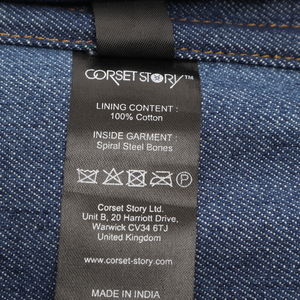 CORSET STORY™
LINING CONTENT :
100% Cotton
INSIDE GARMENT :
Spiral Steel Bones
P
Corset Story Ltd.
Unit B, 20 Harriott Drive,
Warwick CV34 6TJ
United Kingdom
www.corset-story.com
MADE IN INDIA